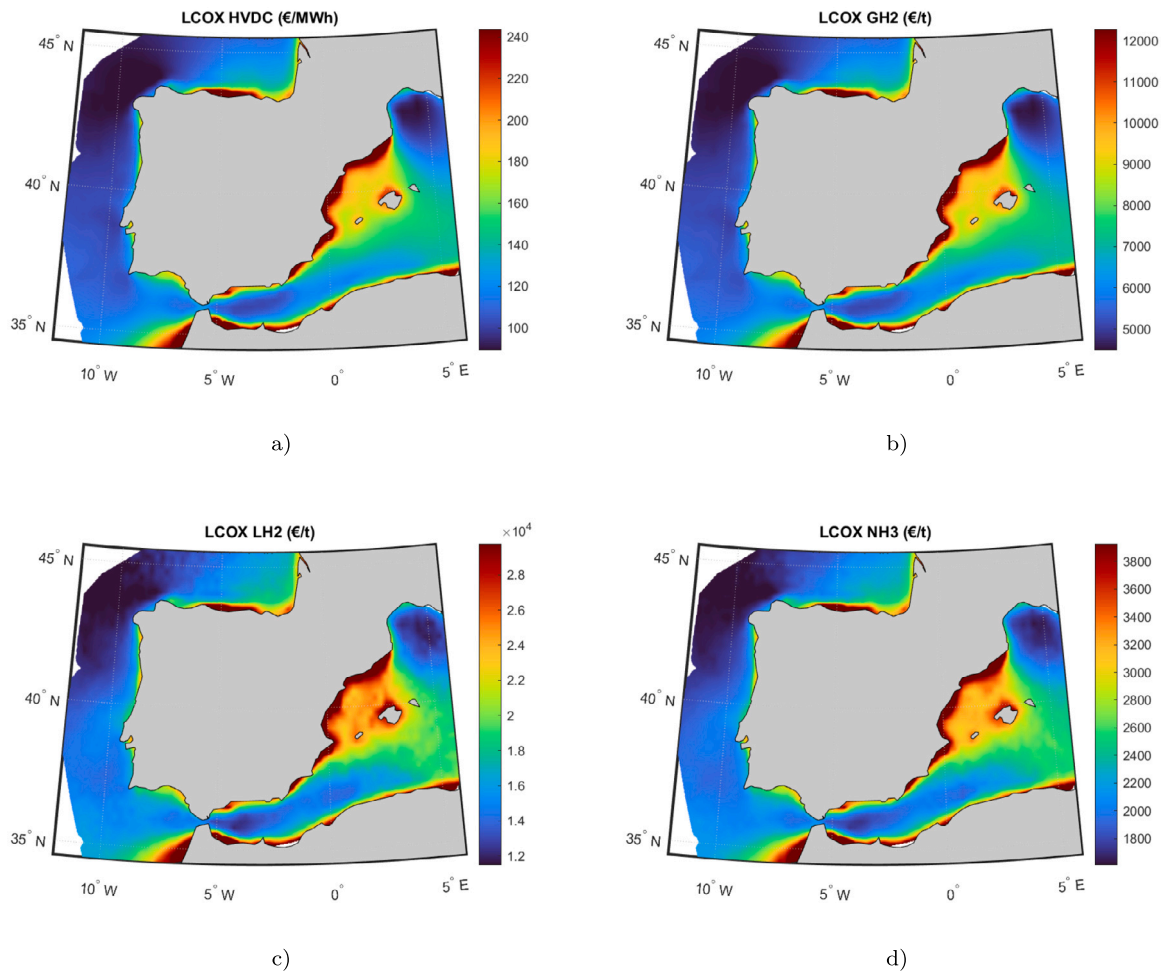 LCOX HVDC (€/MWh)
45° N
40° N
35° N
10° W
5° W
0°
5° E
240
220
200
180
160
140
120
100
a)
LCOX GH2 (€/t)
45° N
40° N
35° N
10° W
5° W
0°
5° E
12000
11000
10000
9000
8000
7000
6000
5000
b)
LCOX LH2 (€/t)
45° N
40° N
35° N
10° W
5° W
0°
5° E
×10⁴
2.8
2.6
2.4
2.2
2
1.8
1.6
1.4
1.2
c)
LCOX NH3 (€/t)
45° N
40° N
35° N
10° W
5° W
0°
5° E
3800
3600
3400
3200
3000
2800
2600
2400
2200
2000
1800
d)